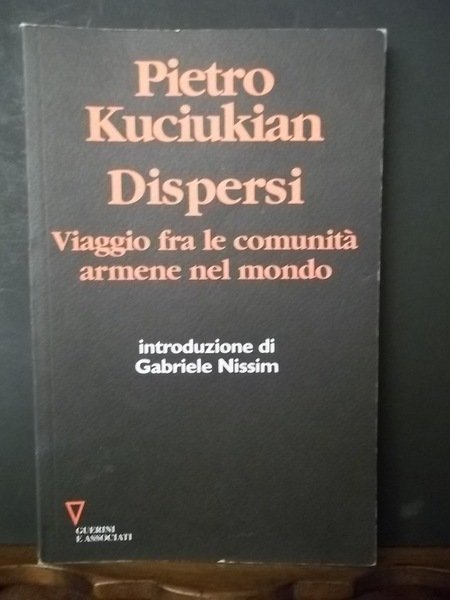 Pietro
Kuciukian
Dispersi
Viaggio fra le comunità
armene nel mondo
introduzione di
Gabriele Nissim
GUERINI
E ASSOCIATI